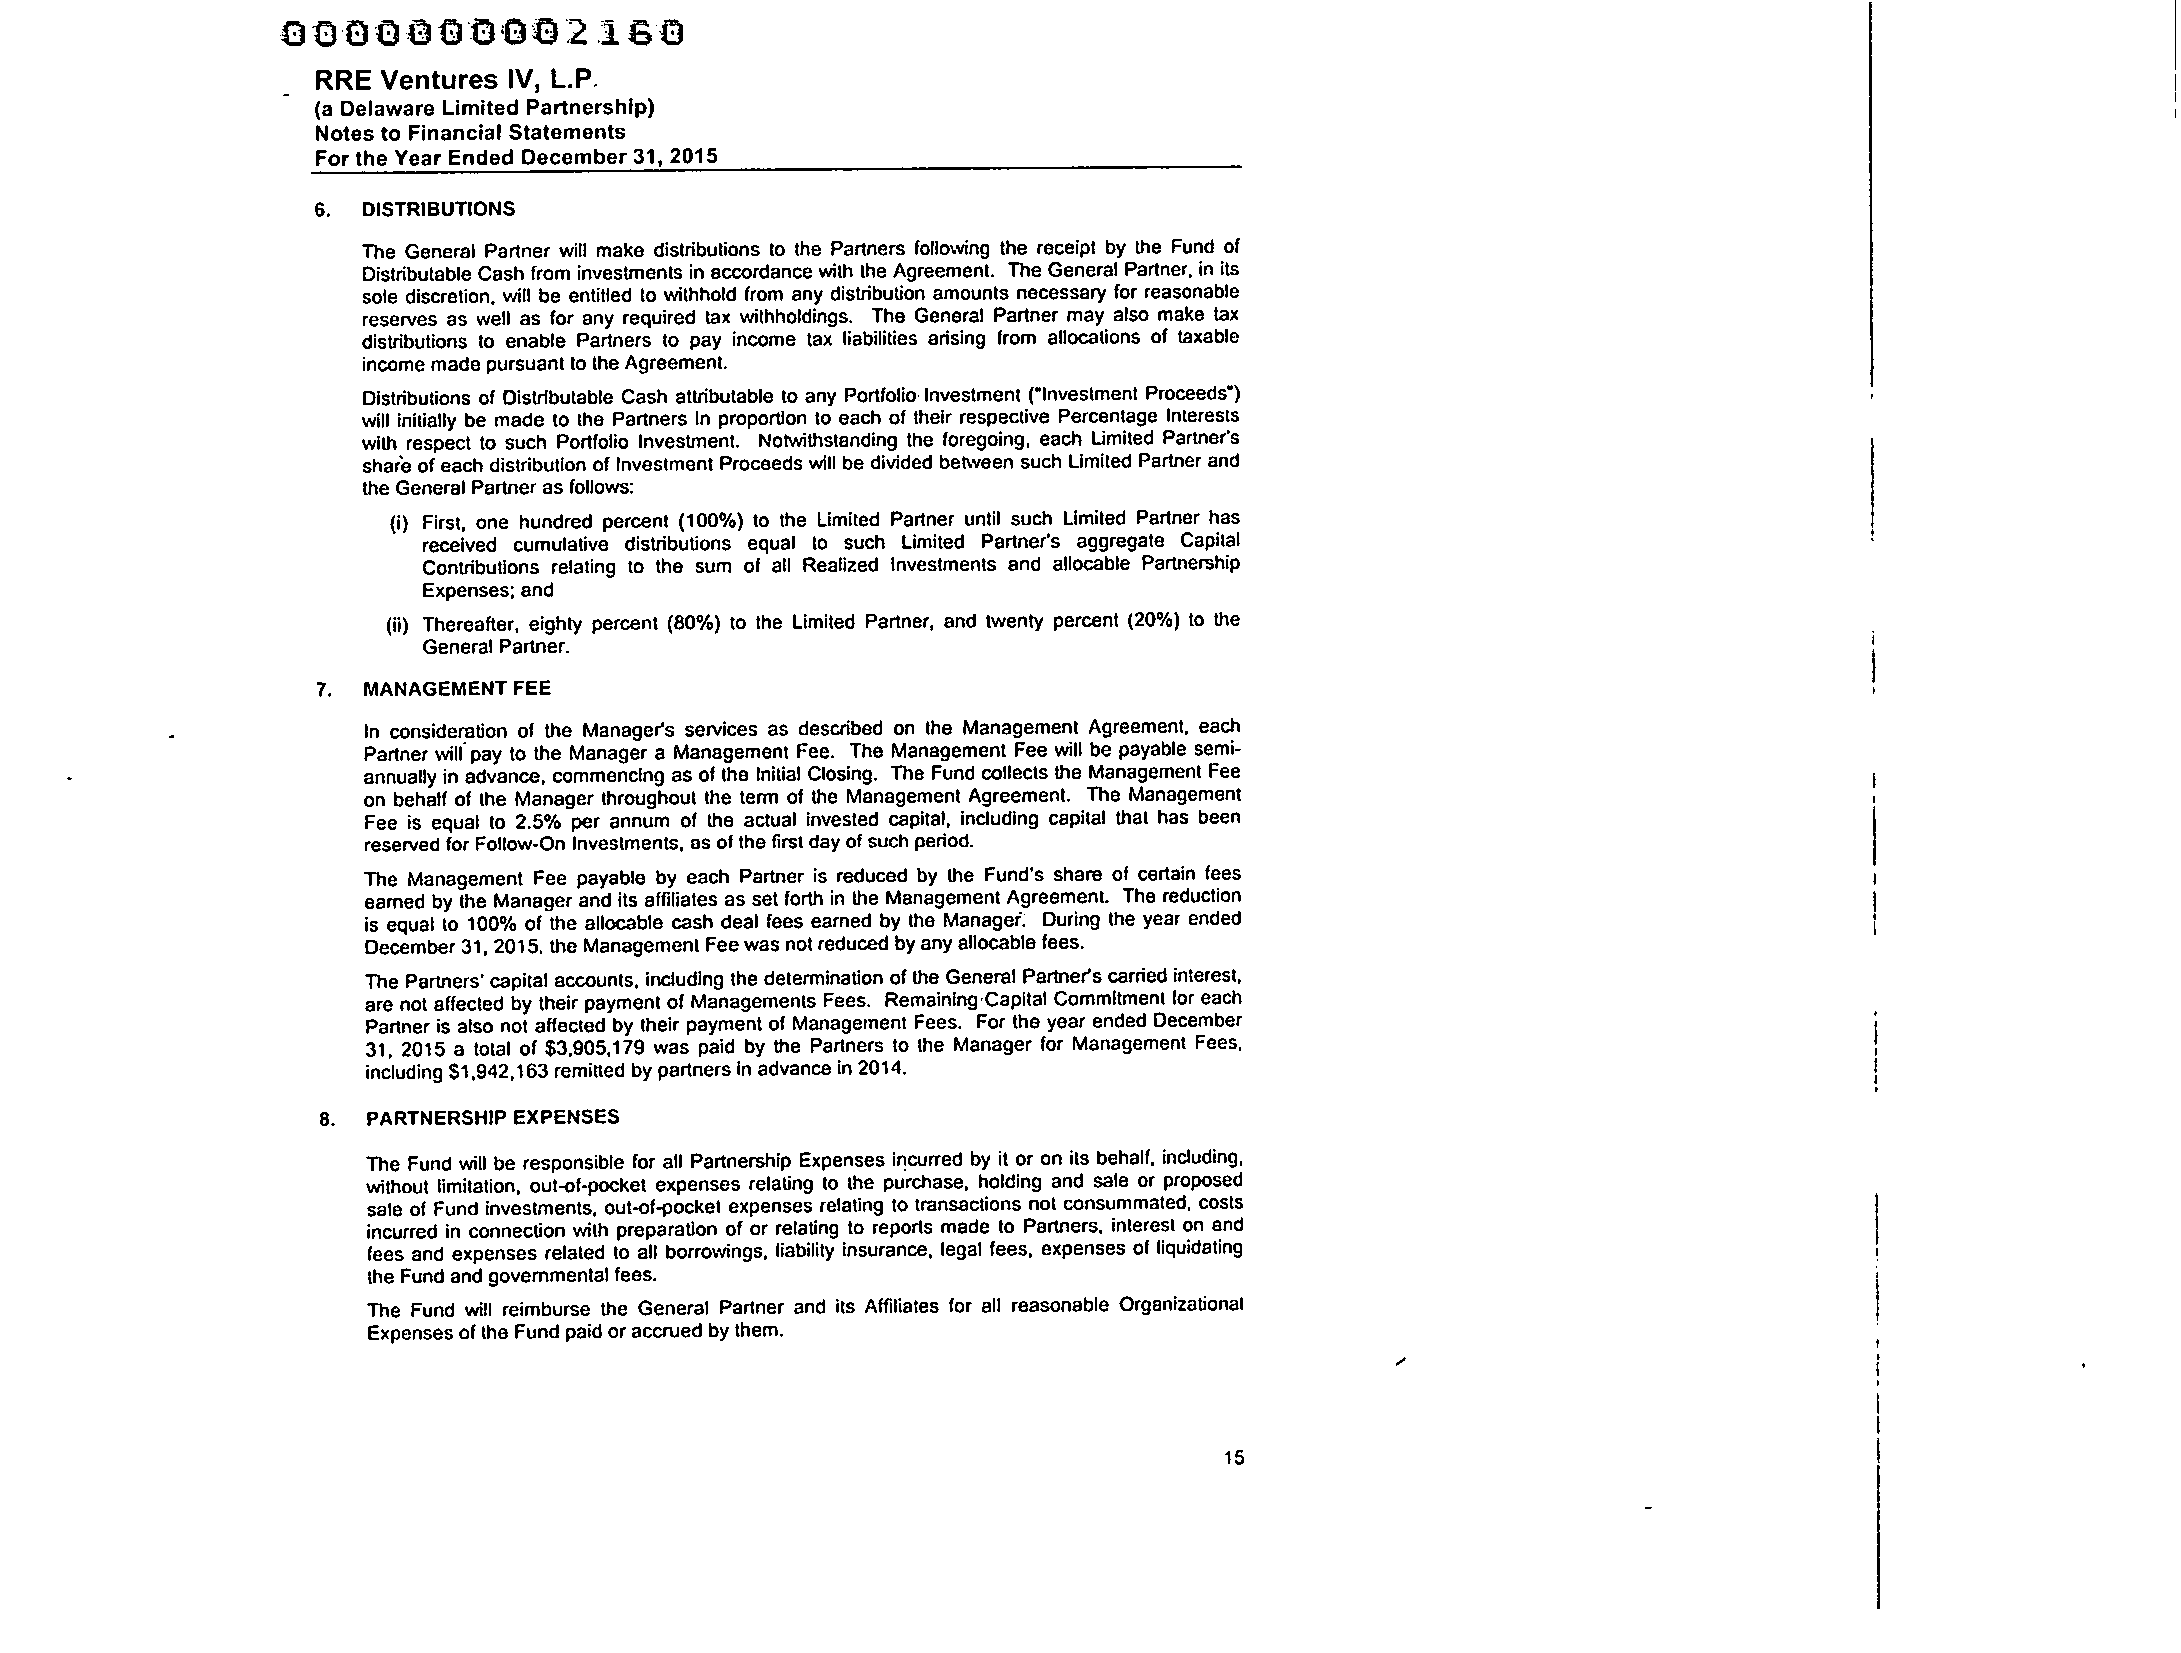 0000000002160
RRE Ventures IV, L.P.
(a Delaware Limited Partnership)
Notes to Financial Statements
For the Year Ended December 31, 2015
6. DISTRIBUTIONS
The General Partner will make distributions to the Partners following the receipt by the Fund of
Distributable Cash from investments in accordance with the Agreement. The General Partner, in its
sole discretion, will be entitled to withhold from any distribution amounts necessary for reasonable
reserves as well as for any required tax withholdings. The General Partner may also make tax
distributions to enable Partners to pay income tax liabilities arising from allocations of taxable
income made pursuant to the Agreement.
Distributions of Distributable Cash attributable to any Portfolio Investment ("Investment Proceeds")
will initially be made to the Partners in proportion to each of their respective Percentage Interests
with respect to such Portfolio Investment. Notwithstanding the foregoing, each Limited Partner's
share of each distribution of Investment Proceeds will be divided between such Limited Partner and
the General Partner as follows:
(i) First, one hundred percent (100%) to the Limited Partner until such Limited Partner has
received cumulative distributions equal to such Limited Partner's aggregate Capital
Contributions relating to the sum of all Realized Investments and allocable Partnership
Expenses; and
(ii) Thereafter, eighty percent (80%) to the Limited Partner, and twenty percent (20%) to the
General Partner.
7. MANAGEMENT FEE
In consideration of the Manager's services as described on the Management Agreement, each
Partner will pay to the Manager a Management Fee. The Management Fee will be payable semi-
annually in advance, commencing as of the Initial Closing. The Fund collects the Management Fee
on behalf of the Manager throughout the term of the Management Agreement. The Management
Fee is equal to 2.5% per annum of the actual invested capital, including capital that has been
reserved for Follow-On Investments, as of the first day of such period.
The Management Fee payable by each Partner is reduced by the Fund's share of certain fees
earned by the Manager and its affiliates as set forth in the Management Agreement. The reduction
is equal to 100% of the allocable cash deal fees earned by the Manager. During the year ended
December 31, 2015, the Management Fee was not reduced by any allocable fees.
The Partners' capital accounts, including the determination of the General Partner's carried interest,
are not affected by their payment of Managements Fees. Remaining Capital Commitment for each
Partner is also not affected by their payment of Management Fees. For the year ended December
31, 2015 a total of $3,905,179 was paid by the Partners to the Manager for Management Fees,
including $1,942,163 remitted by partners in advance in 2014.
8. PARTNERSHIP EXPENSES
The Fund will be responsible for all Partnership Expenses incurred by it or on its behalf, including,
without limitation, out-of-pocket expenses relating to the purchase, holding and sale or proposed
sale of Fund investments, out-of-pocket expenses relating to transactions not consummated, costs
incurred in connection with preparation of or relating to reports made to Partners, interest on and
fees and expenses related to all borrowings, liability insurance, legal fees, expenses of liquidating
the Fund and governmental fees.
The Fund will reimburse the General Partner and its Affiliates for all reasonable Organizational
Expenses of the Fund paid or accrued by them.
15